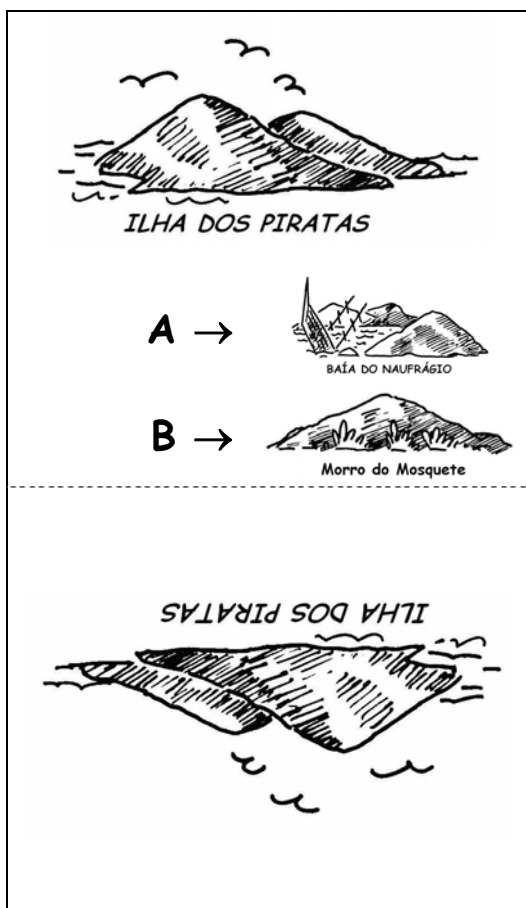 ILHA DOS PIRATAS
A →
BAÍA DO NAUFRÁGIO
B →
Morro do Mosquete
ILHA DOS PIRATAS